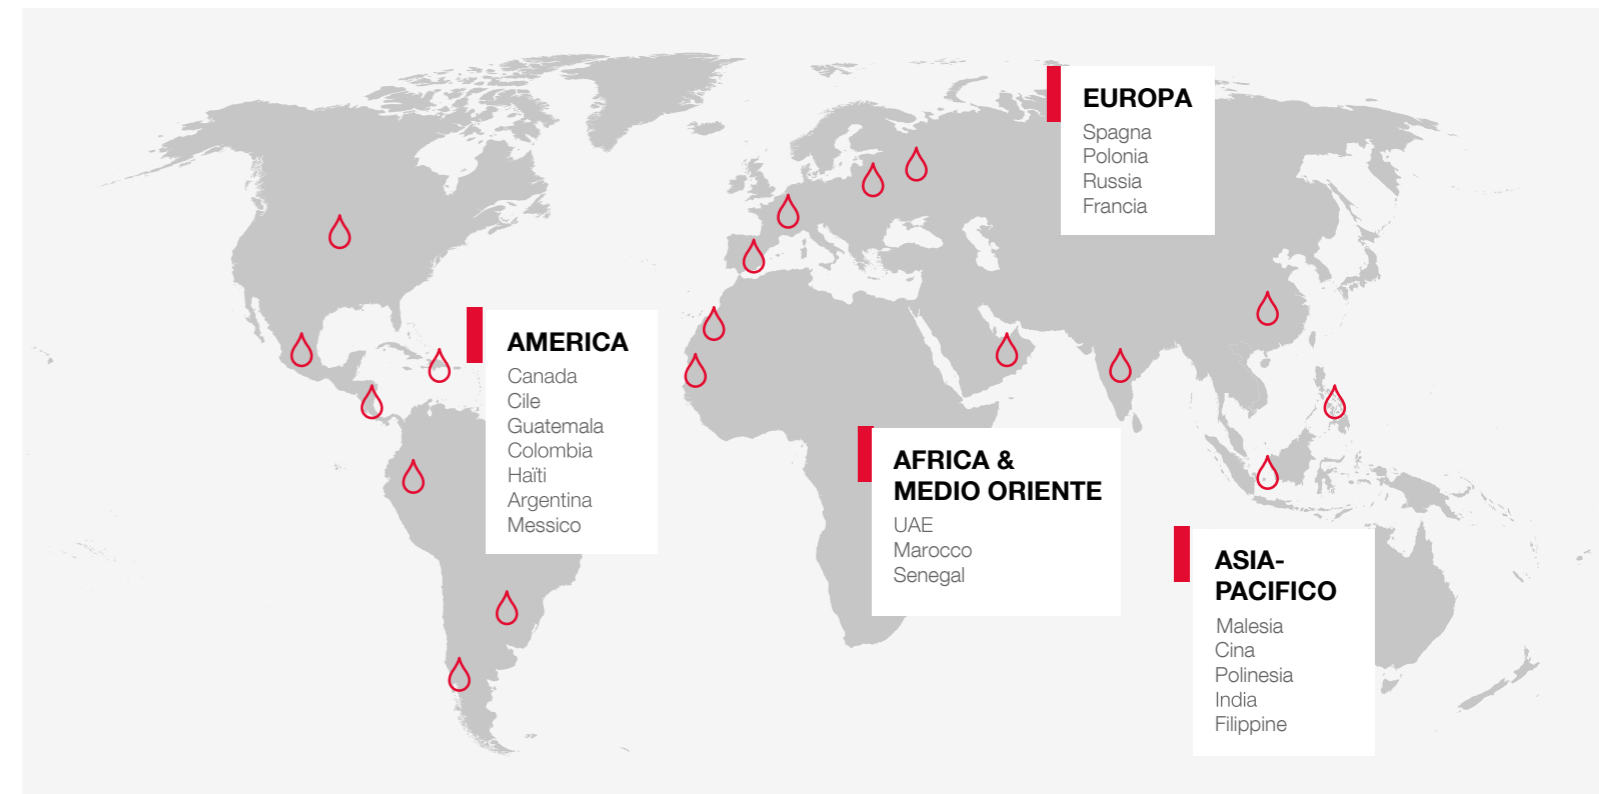 EUROPA
Spagna
Polonia
Russia
Francia
AMERICA
Canada
Cile
Guatemala
Colombia
Haïti
Argentina
Messico
AFRICA &
MEDIO ORIENTE
UAE
Marocco
Senegal
ASIA-
PACIFICO
Malesia
Cina
Polinesia
India
Filippine